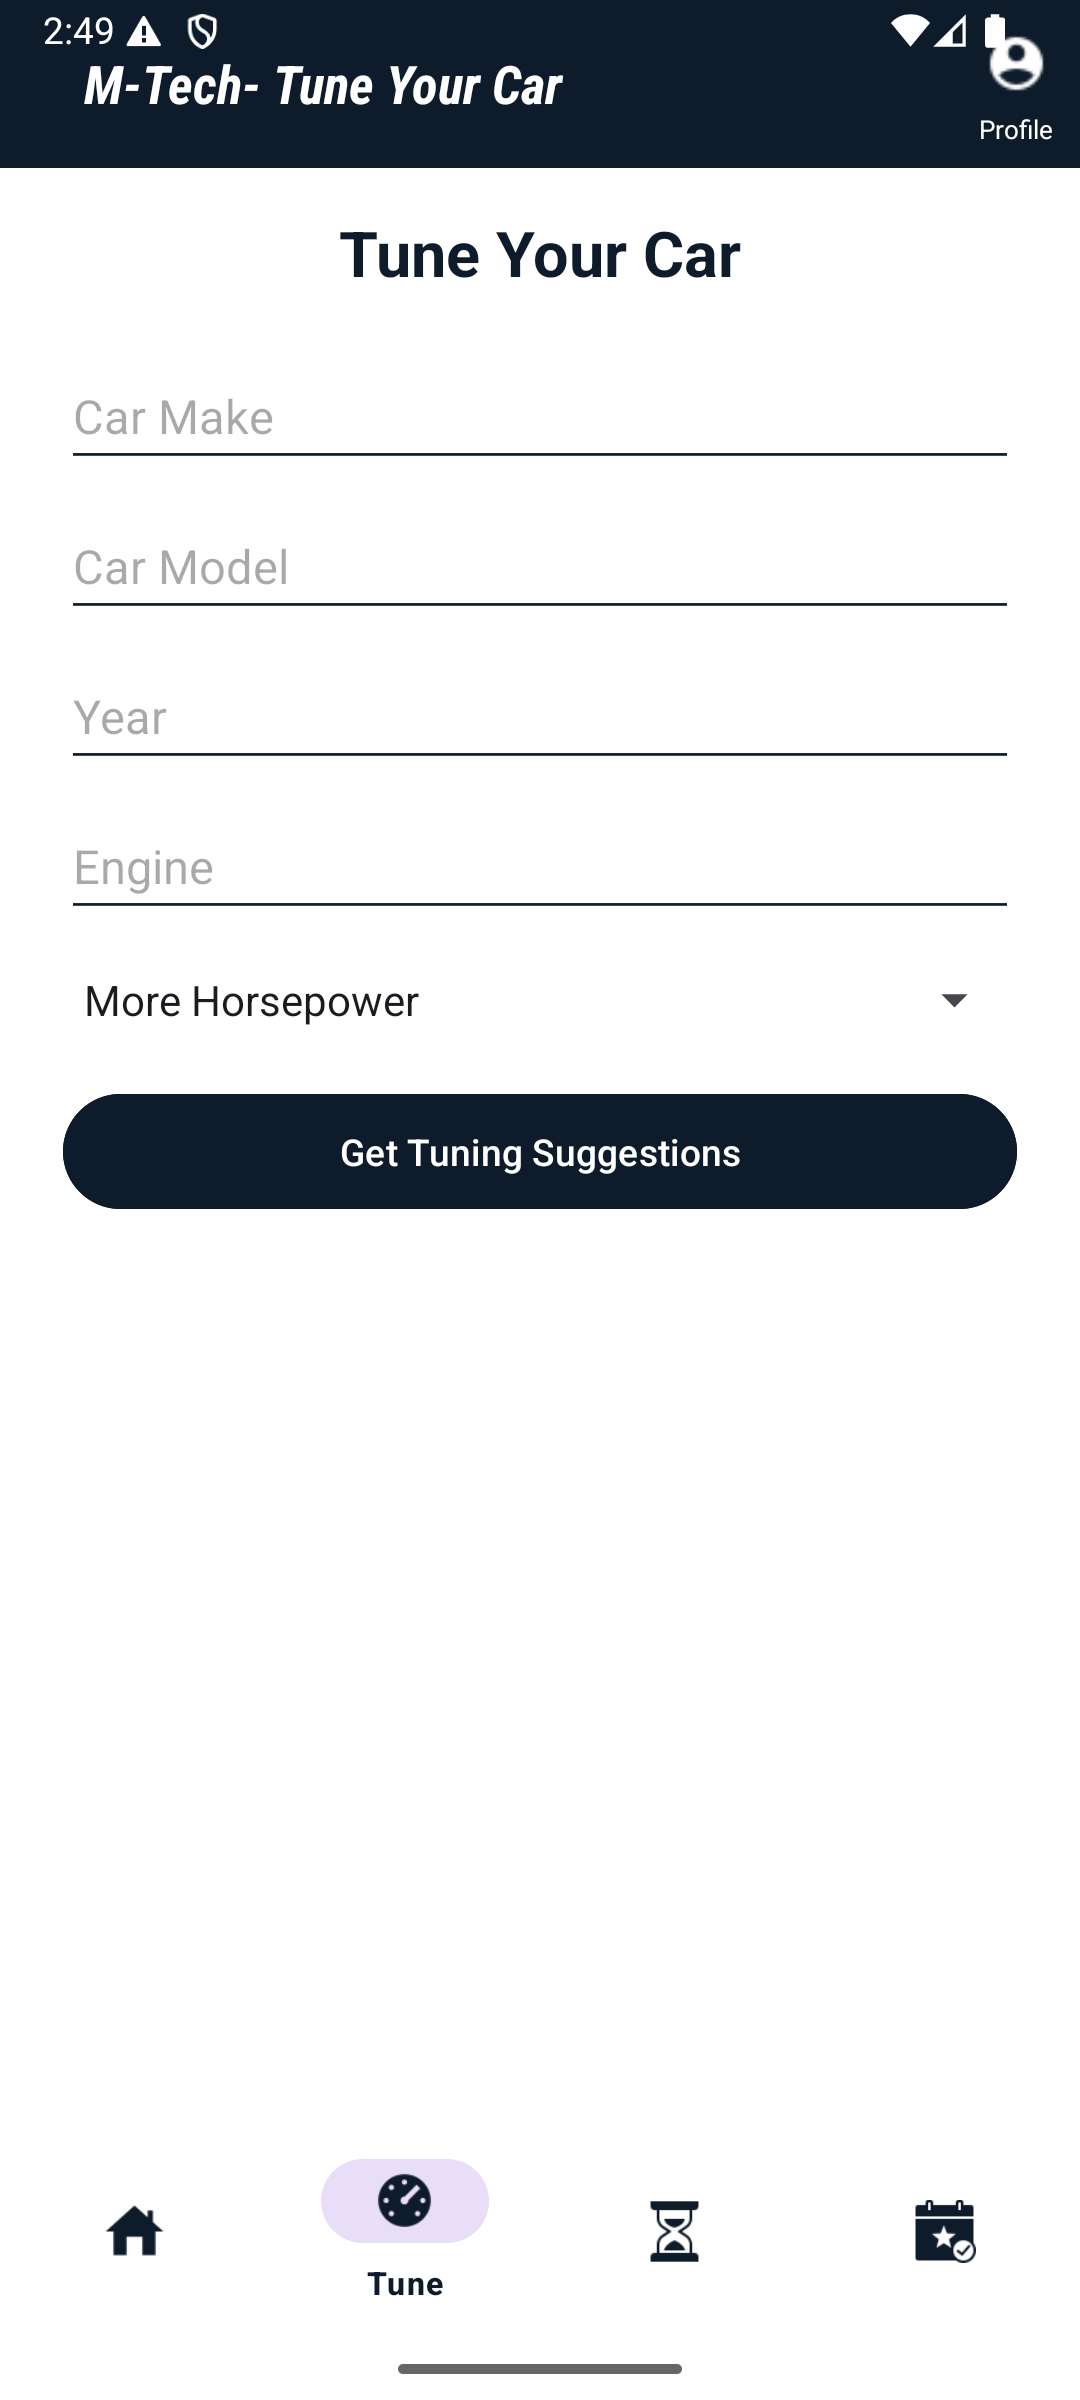 2:49
M-Tech- Tune Your Car
Profile
Tune Your Car
Car Make
Car Model
Year
Engine
More Horsepower
Get Tuning Suggestions
Tune